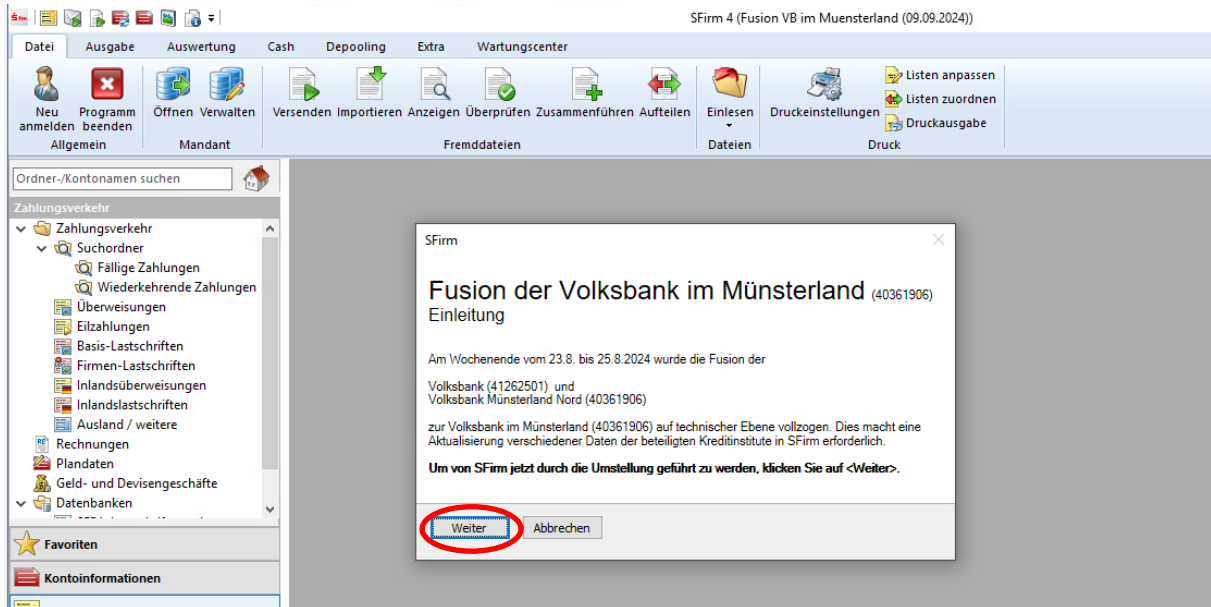 SFirm 4 (Fusion VB im Muensterland (09.09.2024))
Datei Ausgabe Auswertung Cash Depooling Extra Wartungscenter
Neu anmelden
Programm beenden
Allgemein
Öffnen Verwalten
Mandant
Versenden Importieren Anzeigen Überprüfen Zusammenführen Aufteilen
Fremddateien
Einlesen
Dateien
Druckeinstellungen
Listen anpassen
Listen zuordnen
Druckausgabe
Druck
Ordner-/Kontonamen suchen
Zahlungsverkehr
Zahlungsverkehr
Suchordner
Fällige Zahlungen
Wiederkehrende Zahlungen
Überweisungen
Eilzahlungen
Basis-Lastschriften
Firmen-Lastschriften
Inlandsüberweisungen
Inlandslastschriften
Ausland / weitere
Rechnungen
Plandaten
Geld- und Devisengeschäfte
Datenbanken
Favoriten
Kontoinformationen
SFirm
Fusion der Volksbank im Münsterland (40361906)
Einleitung
Am Wochenende vom 23.8. bis 25.8.2024 wurde die Fusion der
Volksbank (41262501) und
Volksbank Münsterland Nord (40361906)
zur Volksbank im Münsterland (40361906) auf technischer Ebene vollzogen. Dies macht eine
Aktualisierung verschiedener Daten der beteiligten Kreditinstitute in SFirm erforderlich.
Um von SFirm jetzt durch die Umstellung geführt zu werden, klicken Sie auf <Weiter>.
Weiter Abbrechen